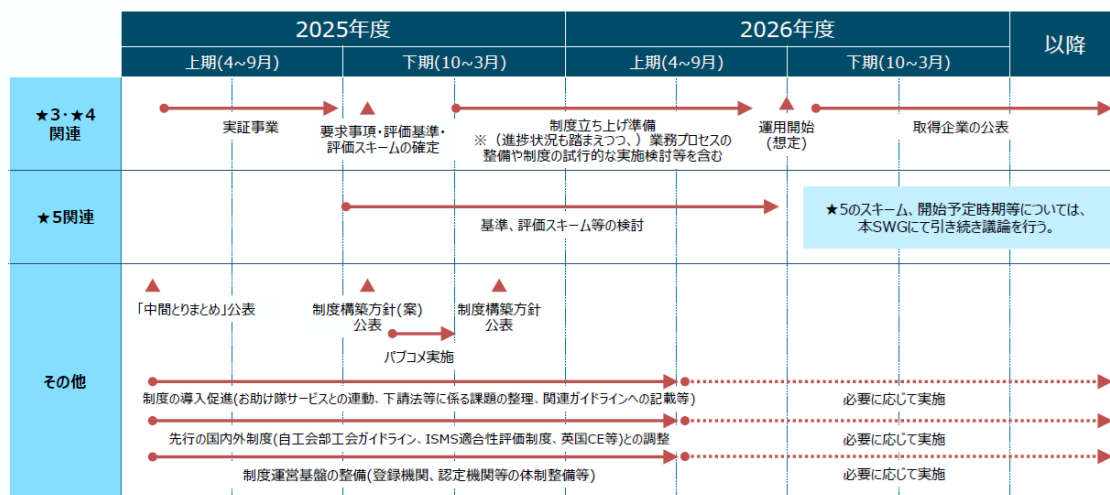 2025年度
2026年度
以降
上期(4~9月)
下期(10~3月)
上期(4~9月)
下期(10~3月)
★3・★4
関連
実証事業
要求事項・評価基準・
評価スキームの確定
制度立ち上げ準備
※（進捗状況も踏まえつつ、）業務プロセスの
整備や制度の試行的な実施検討等を含む
運用開始
(想定)
取得企業の公表
★5関連
基準、評価スキーム等の検討
★5のスキーム、開始予定時期等については、
本SWGにて引き続き議論を行う。
その他
「中間とりまとめ」公表
制度構築方針(案)
公表
制度構築方針
公表
パブコメ実施
制度の導入促進(お助け隊サービスとの連動、下請法等に係る課題の整理、関連ガイドラインへの記載等)
必要に応じて実施
先行の国内外制度(自工会部工会ガイドライン、ISMS適合性評価制度、英国CE等)との調整
必要に応じて実施
制度運営基盤の整備(登録機関、認定機関等の体制整備等)
必要に応じて実施